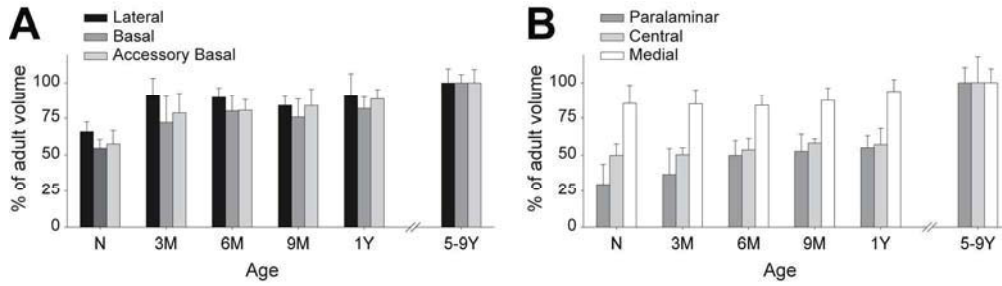 A
Lateral
Basal
Accessory Basal
% of adult volume
100
75
50
25
0
N 3M 6M 9M 1Y 5-9Y
Age
B
Paralaminar
Central
Medial
% of adult volume
100
75
50
25
0
N 3M 6M 9M 1Y 5-9Y
Age